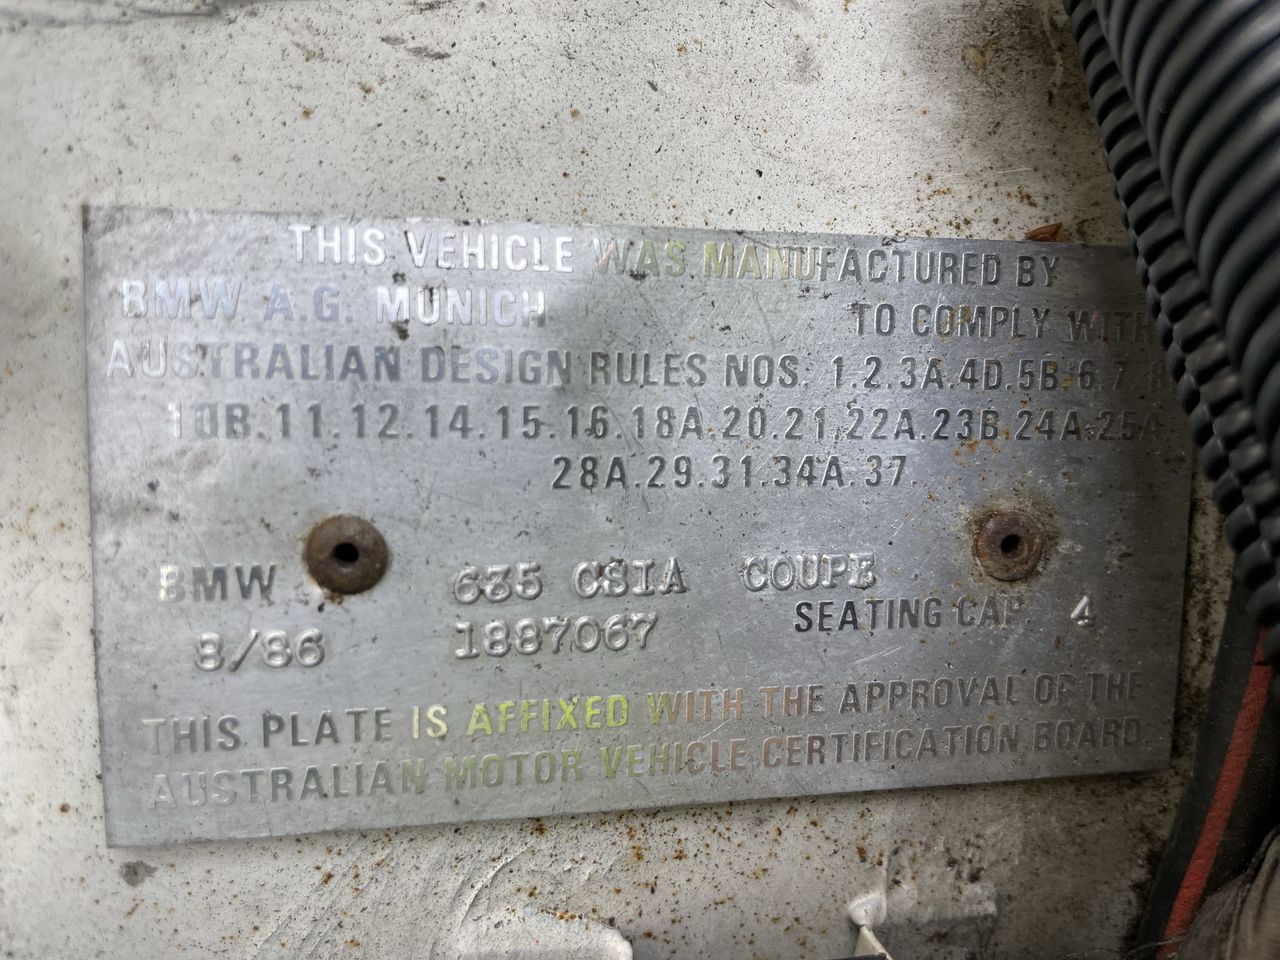 THIS VEHICLE WAS MANUFACTURED BY
BMW A.G. MUNICH TO COMPLY WITH
AUSTRALIAN DESIGN RULES NOS. 1.2.3A.4D.5B.6.7.8
10B.11.12.14.15.16.18A.20.21.22A.23B.24A.25A
28A.29.31.34A.37.
BMW 635 CSIA COUPE
SEATING CAP. 4
8/86 1887067
THIS PLATE IS AFFIXED WITH THE APPROVAL OF THE
AUSTRALIAN MOTOR VEHICLE CERTIFICATION BOARD.